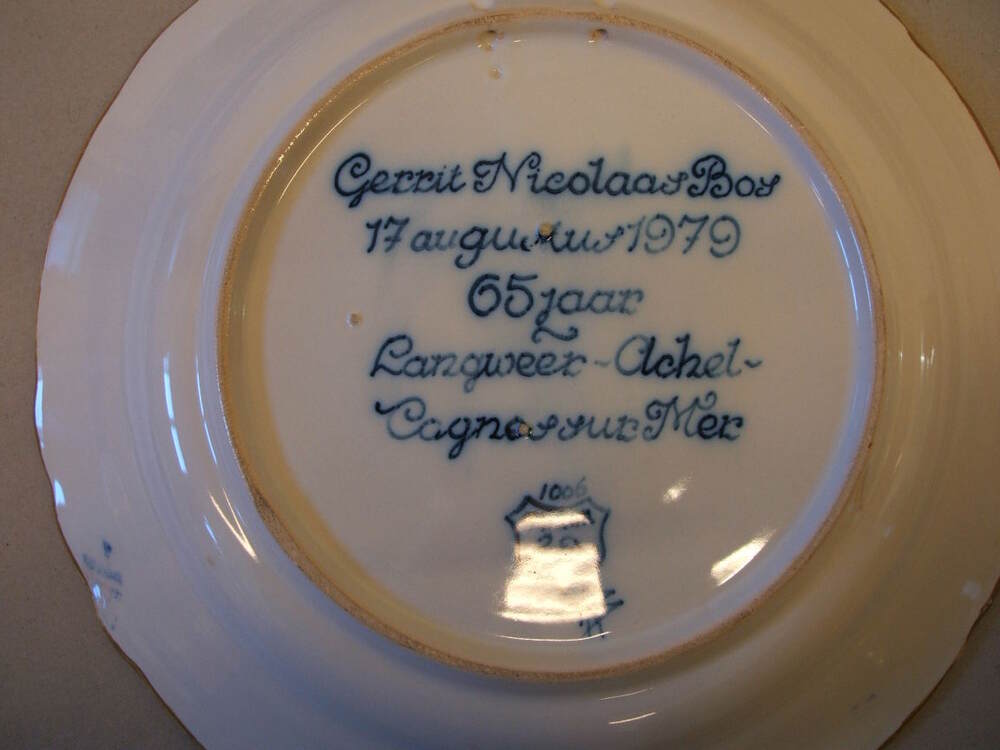 Gerrit Nicolaas Bos
17 augustus 1979
65 jaar
Langweer - Achel -
Cagnes sur Mer
1006